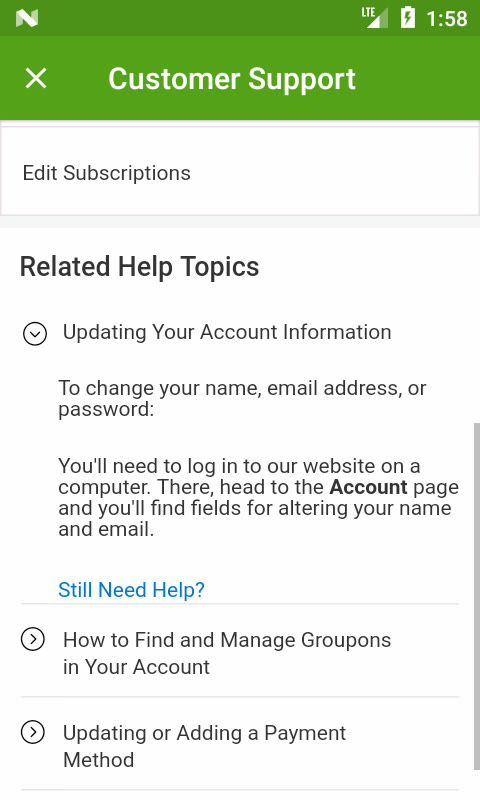 LTE 1:58
Customer Support
Edit Subscriptions
Related Help Topics
Updating Your Account Information
To change your name, email address, or
password:
You'll need to log in to our website on a
computer. There, head to the Account page
and you'll find fields for altering your name
and email.
Still Need Help?
How to Find and Manage Groupons
in Your Account
Updating or Adding a Payment
Method